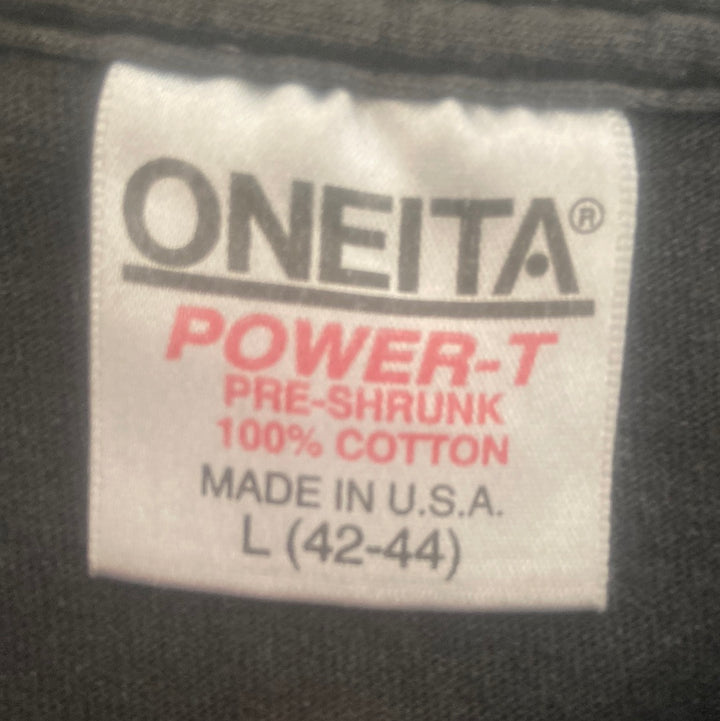 ONEITA®
POWER-T
PRE-SHRUNK
100% COTTON
MADE IN U.S.A.
L (42-44)